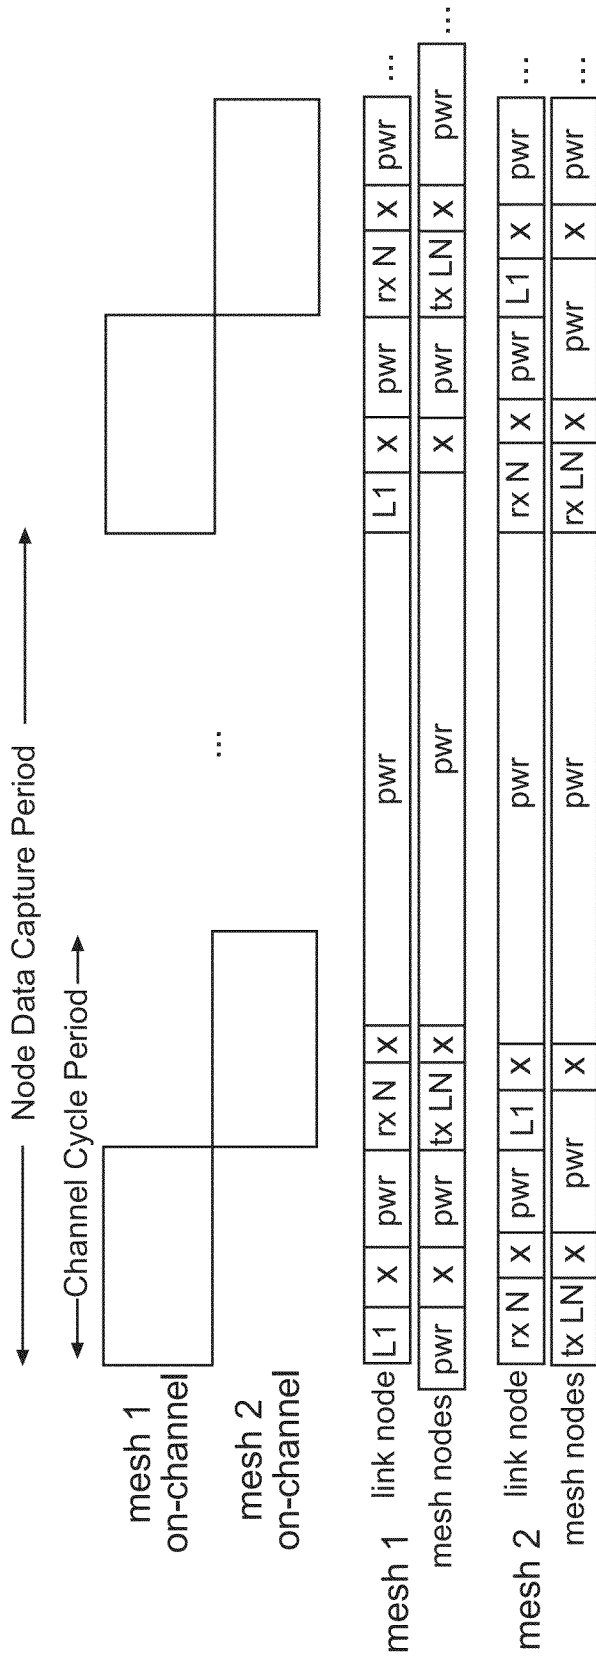 Node Data Capture Period
Channel Cycle Period
mesh 1
on-channel
mesh 2
on-channel
...
mesh 1
link node L1 X pwr rx N X pwr L1 X pwr rx N X pwr ...
mesh nodes pwr X pwr tx LN X pwr X pwr tx LN X pwr ...
mesh 2
link node rx N X pwr L1 X pwr rx N X pwr L1 X pwr ...
mesh nodes tx LN X pwr X pwr rx LN X pwr X pwr ...